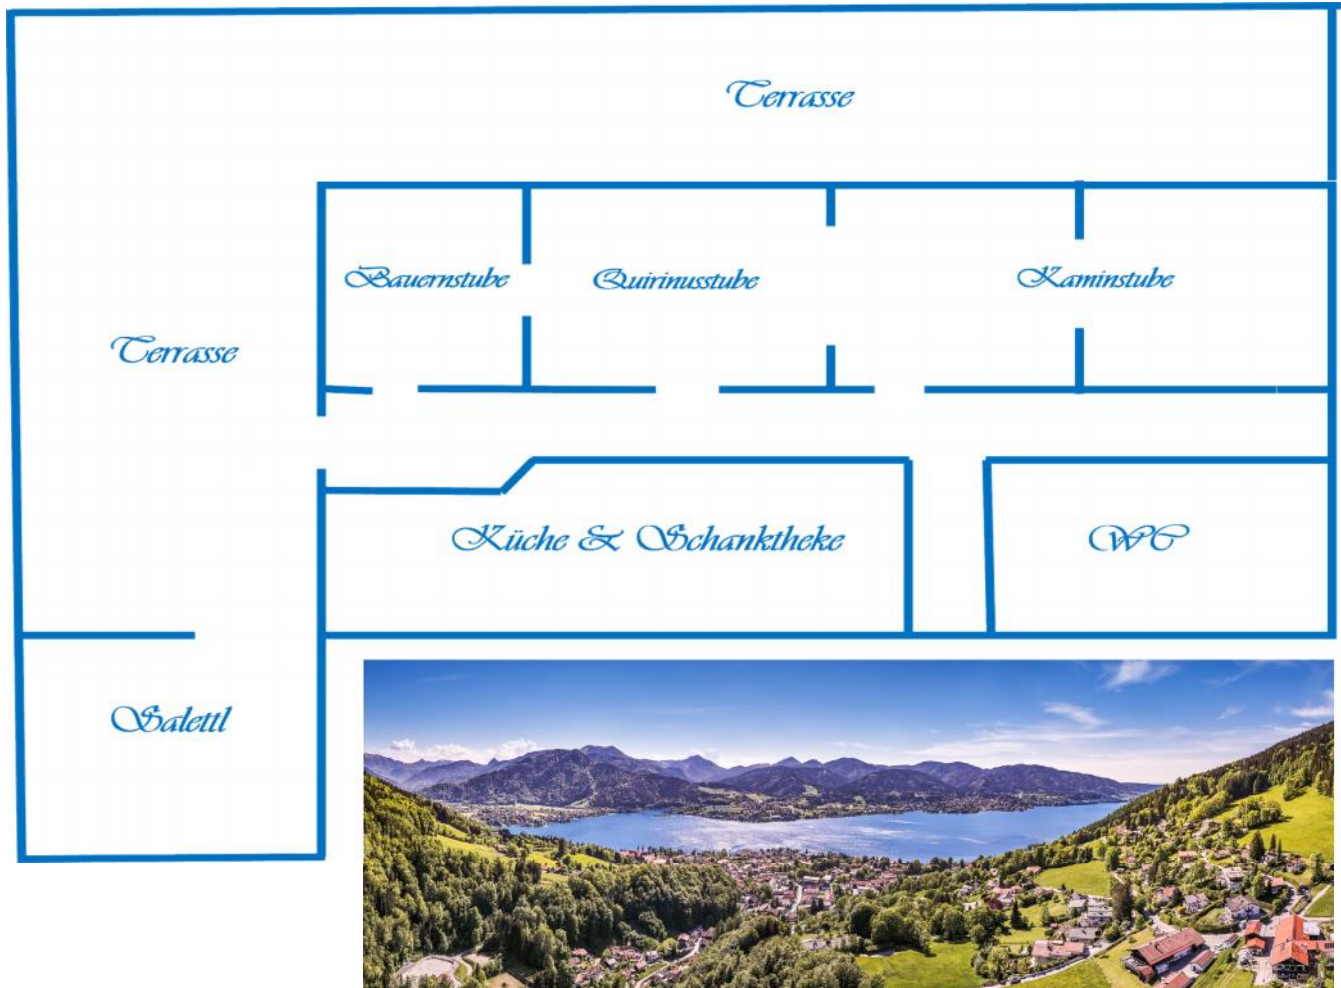 Terrasse
Bauernstube
Quirinusstube
Kaminstube
Terrasse
Küche & Schanktheke
WC
Salettl